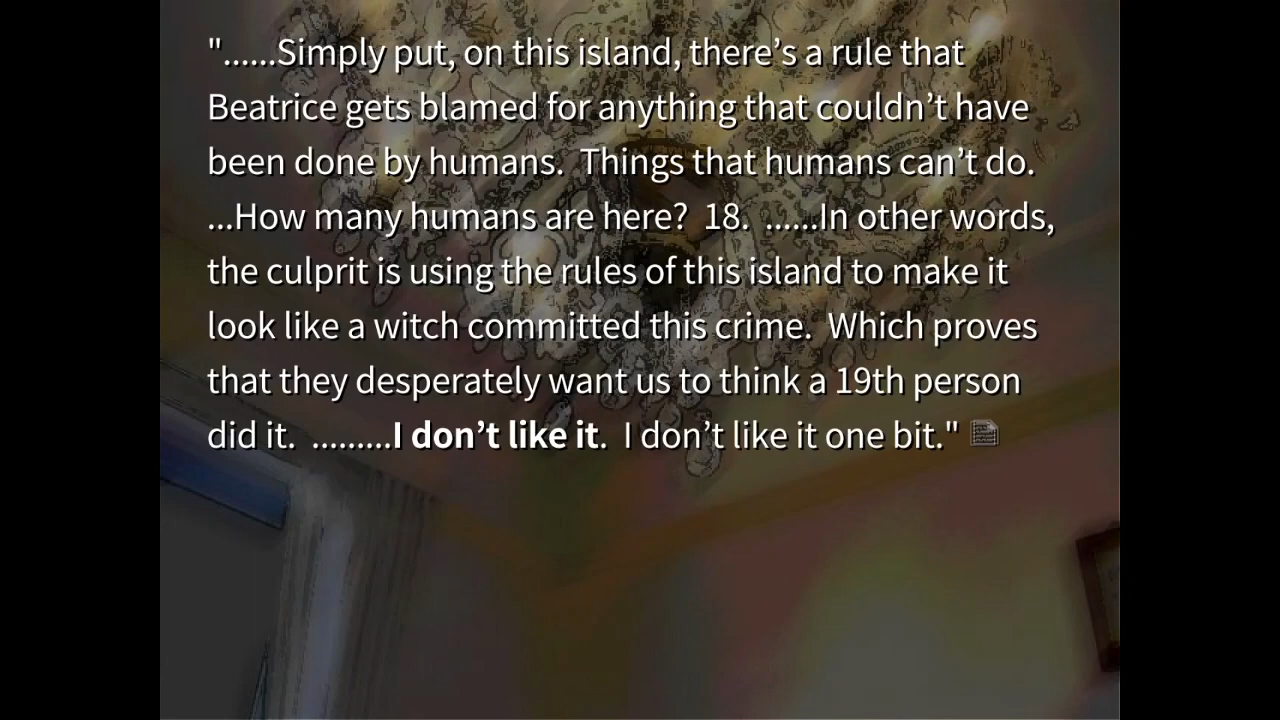 "......Simply put, on this island, there’s a rule that
Beatrice gets blamed for anything that couldn’t have
been done by humans.  Things that humans can’t do.
...How many humans are here?  18.  ......In other words,
the culprit is using the rules of this island to make it
look like a witch committed this crime.  Which proves
that they desperately want us to think a 19th person
did it.  .........I don’t like it.  I don’t like it one bit."